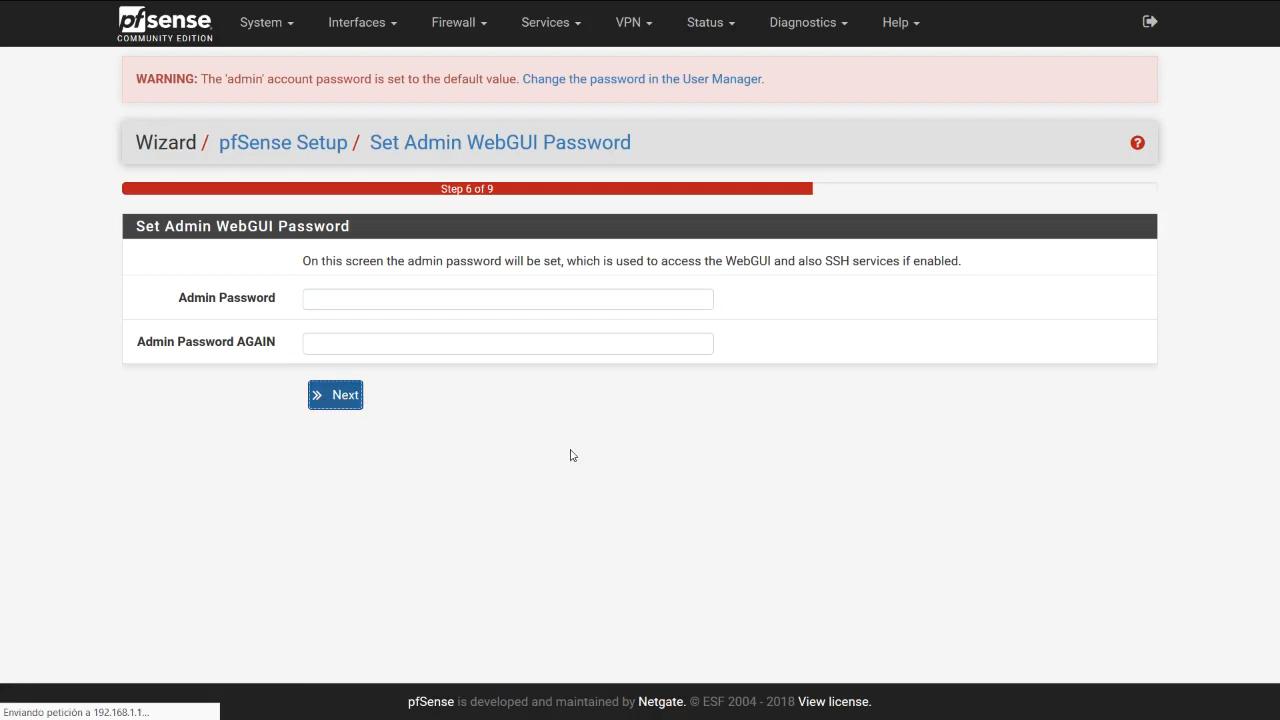 pfsense
COMMUNITY EDITION
System
Interfaces
Firewall
Services
VPN
Status
Diagnostics
Help
WARNING: The 'admin' account password is set to the default value. Change the password in the User Manager.
Wizard / pfSense Setup / Set Admin WebGUI Password
Step 6 of 9
Set Admin WebGUI Password
On this screen the admin password will be set, which is used to access the WebGUI and also SSH services if enabled.
Admin Password
Admin Password AGAIN
Next
pfSense is developed and maintained by Netgate. © ESF 2004 - 2018 View license.
Enviando petición a 192.168.1.1...